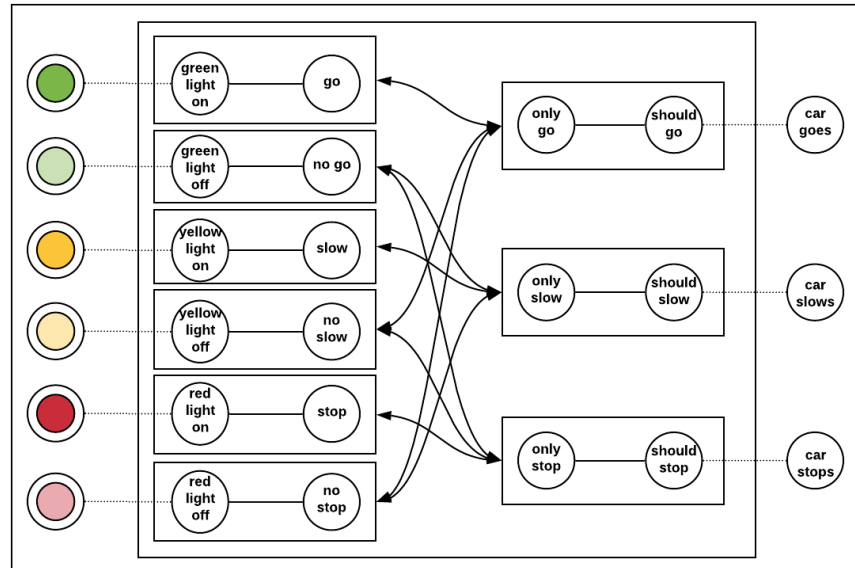 green
light
on
go
green
light
off
no go
yellow
light
on
slow
yellow
light
off
no
slow
red
light
on
stop
red
light
off
no
stop
only
go
should
go
car
goes
only
slow
should
slow
car
slows
only
stop
should
stop
car
stops